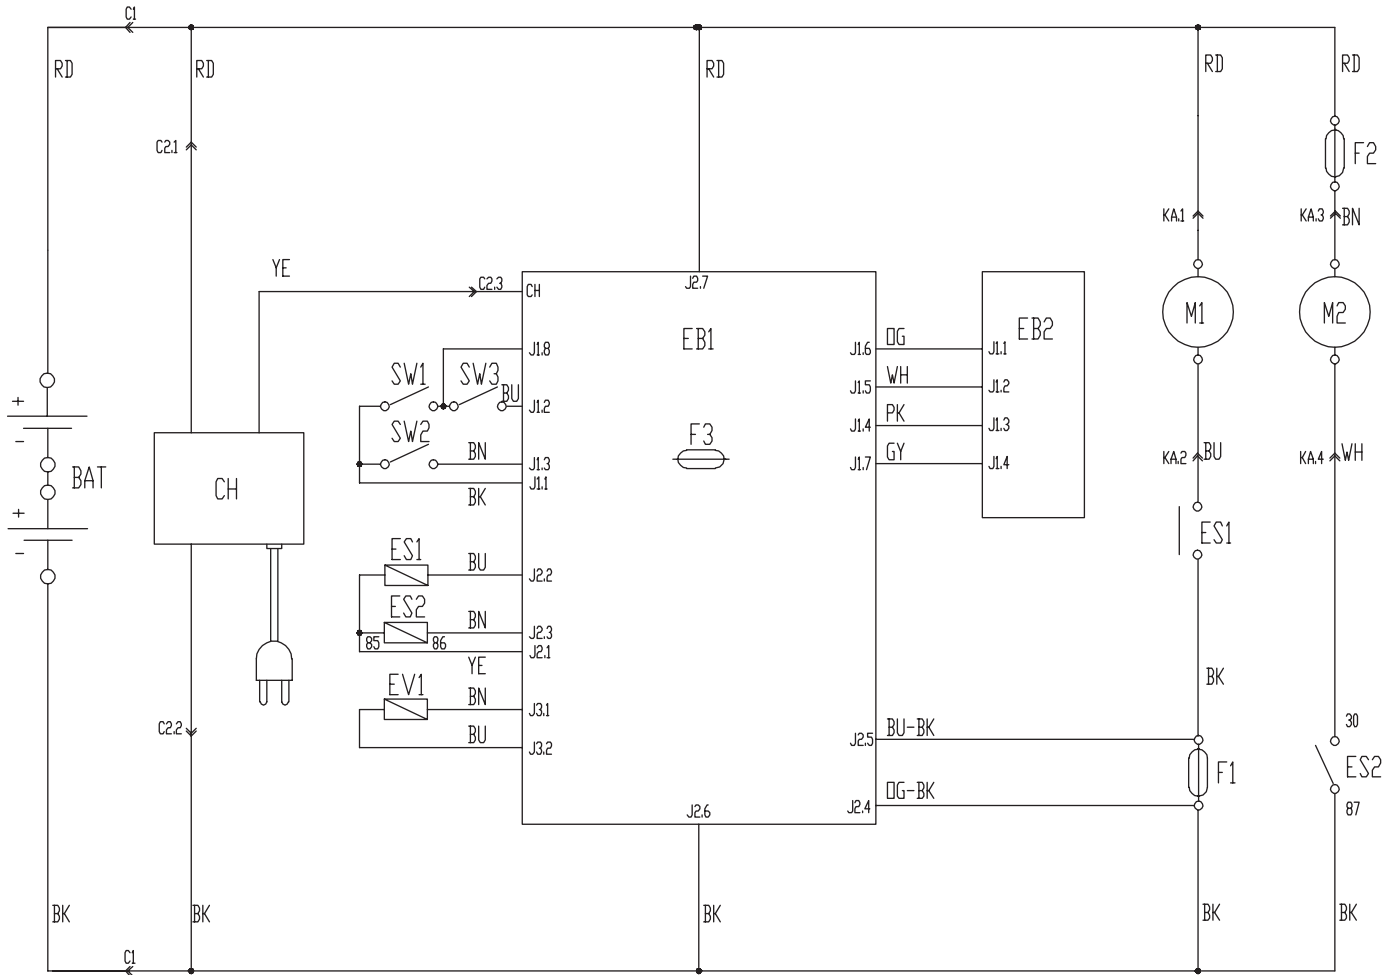 C1
RD RD RD RD RD
C2.1 F2
KA.1 KA.3 BN
YE C2.3 CH J2.7
EB1 EB2 M1 M2
J1.8 J1.6 OG J1.1
SW1 SW3 BU J1.2 J1.5 WH J1.2
+
-
SW2 BN J1.3 F3 J1.4 PK J1.3
BAT CH BK J1.1 J1.7 GY J1.4 KA.2 BU KA.4 WH
+
-
ES1 BU J2.2 ES1
ES2 BN J2.3
85 86 J2.1
YE
EV1 BN J3.1 BK
C2.2 BU J3.2 J2.5 BU-BK 30
F1 ES2
J2.6 J2.4 OG-BK 87
BK BK BK BK BK
C1